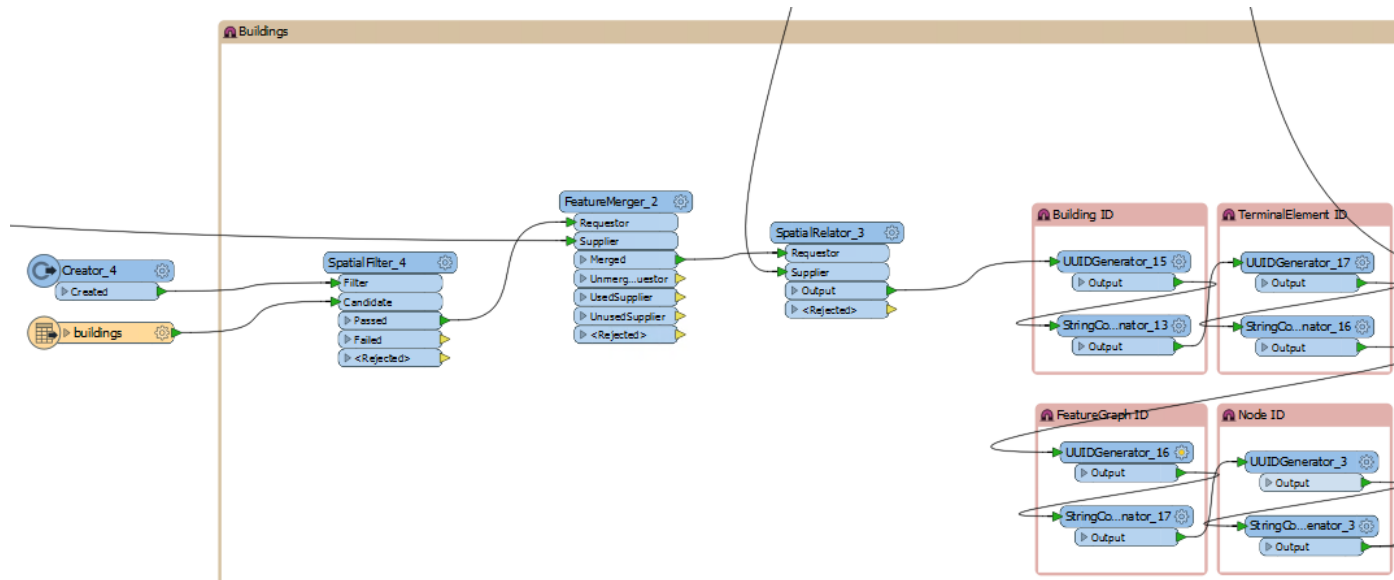 Buildings
Creator_4
Created
buildings
SpatialFilter_4
Filter
Candidate
Passed
Failed
<Rejected>
FeatureMerger_2
Requestor
Supplier
Merged
Unmerg...uestor
UsedSupplier
UnusedSupplier
<Rejected>
SpatialRelator_3
Requestor
Supplier
Output
<Rejected>
Building ID
UUIDGenerator_15
Output
StringCo...nator_13
Output
TerminalElement ID
UUIDGenerator_17
Output
StringCo...nator_16
Output
FeatureGraph ID
UUIDGenerator_16
Output
StringCo...nator_17
Output
Node ID
UUIDGenerator_3
Output
StringCo...enator_3
Output